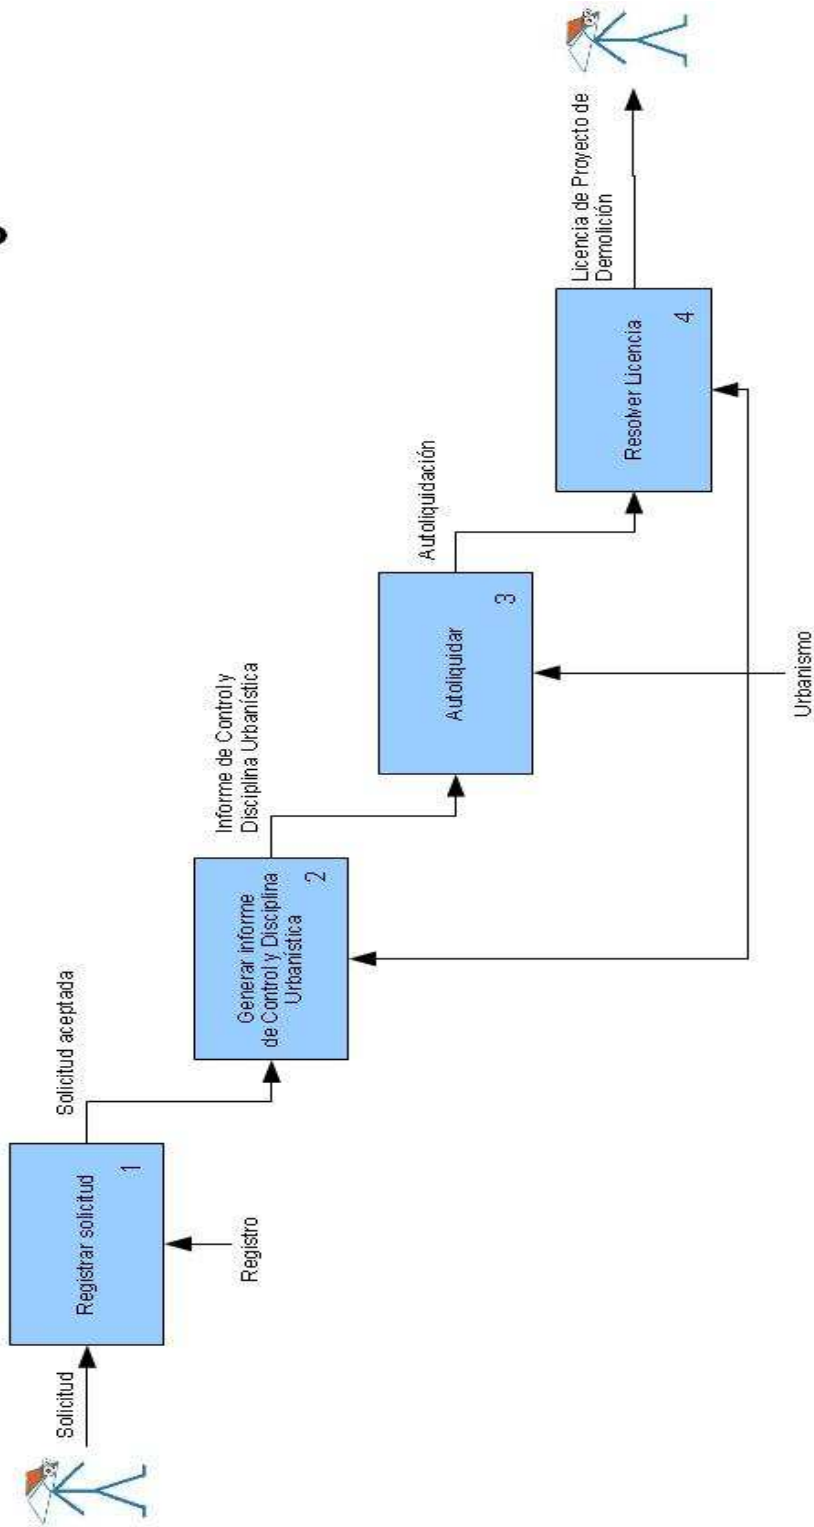 Solicitud
Registrar solicitud
1
Registro
Solicitud aceptada
Generar informe
de Control y Disciplina
Urbanística
2
Informe de Control y
Disciplina Urbanística
Autoliquidar
3
Autoliquidación
Urbanismo
Resolver Licencia
4
Licencia de Proyecto de
Demolición